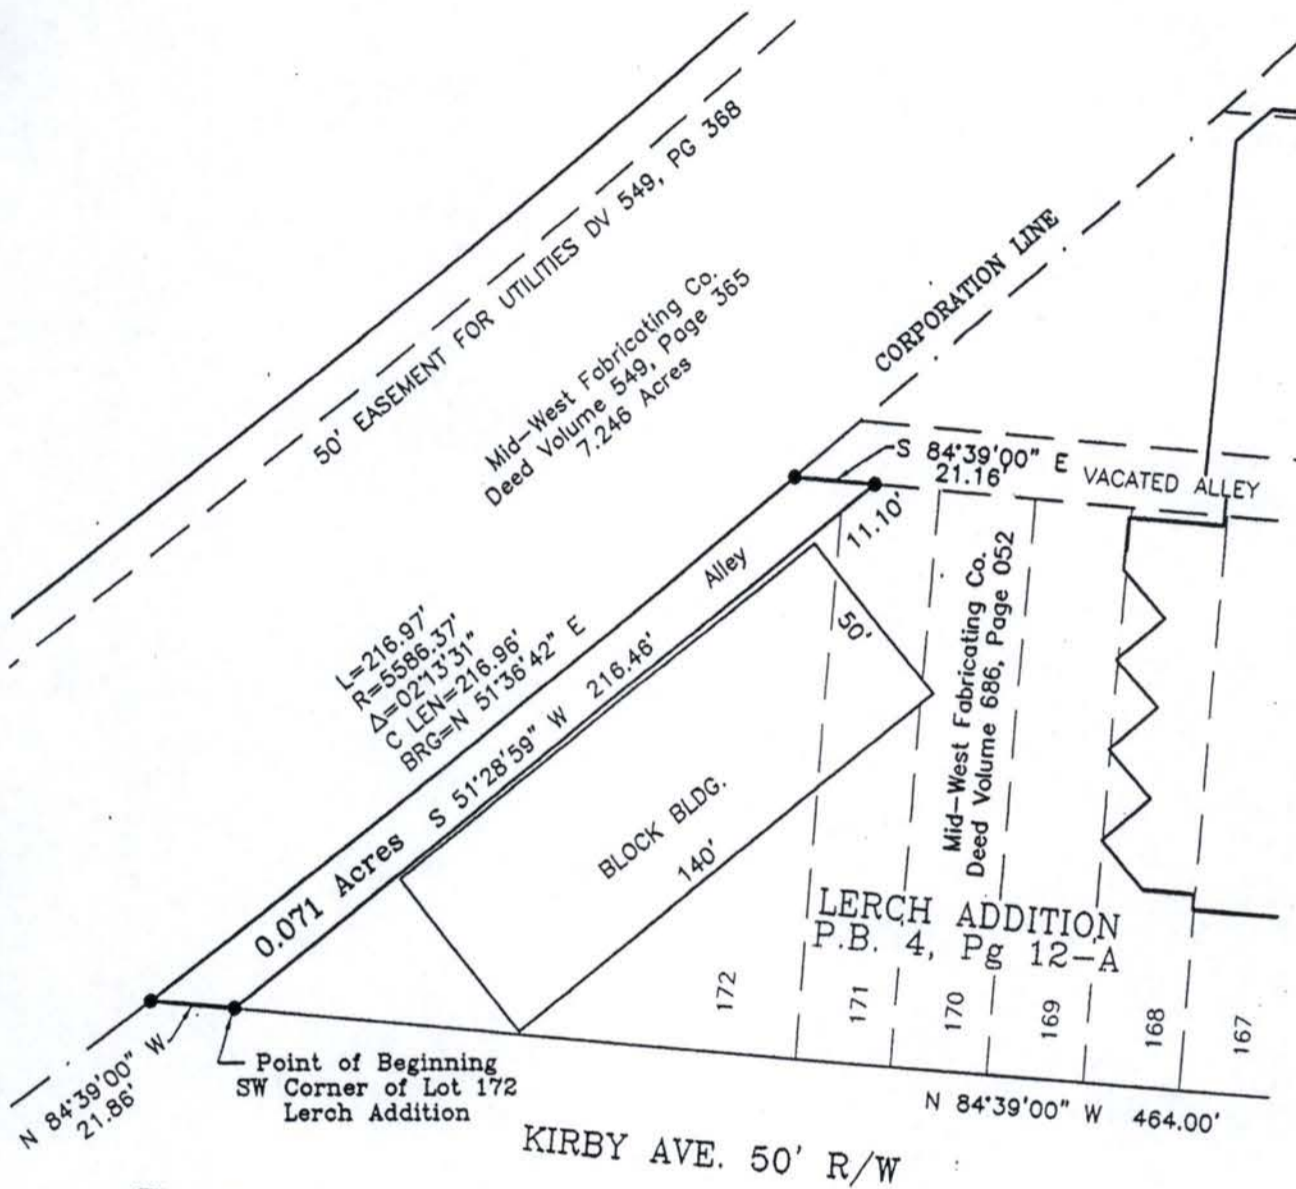 50' EASEMENT FOR UTILITIES DV 549, PG 368
Mid-West Fabricating Co.
Deed Volume 549, Page 365
7.246 Acres
CORPORATION LINE
S 84°39'00" E
21.16'
VACATED ALLEY
11.10'
Alley
L=216.97'
R=5586.37'
Δ=02°13'31"
C LEN=216.96'
BRG=N 51°36'42" E
S 51°28'59" W 216.46'
0.071 Acres
50'
BLOCK BLDG.
140'
Mid-West Fabricating Co.
Deed Volume 686, Page 052
LERCH ADDITION
P.B. 4, Pg 12-A
172
171
170
169
168
167
N 84°39'00" W
21.86'
Point of Beginning
SW Corner of Lot 172
Lerch Addition
N 84°39'00" W 464.00'
KIRBY AVE. 50' R/W